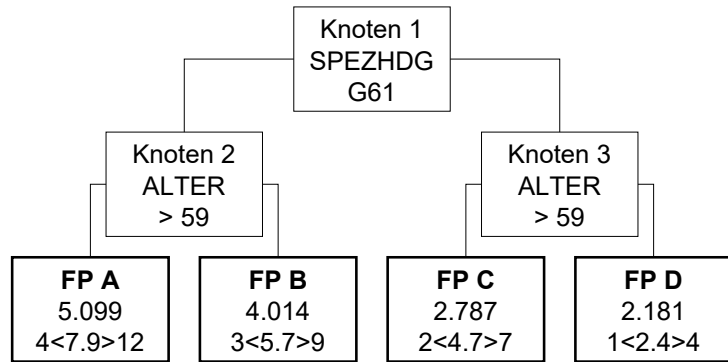 Knoten 1
SPEZHDG
G61
Knoten 2
ALTER
> 59
Knoten 3
ALTER
> 59
FP A
5.099
4<7.9>12
FP B
4.014
3<5.7>9
FP C
2.787
2<4.7>7
FP D
2.181
1<2.4>4